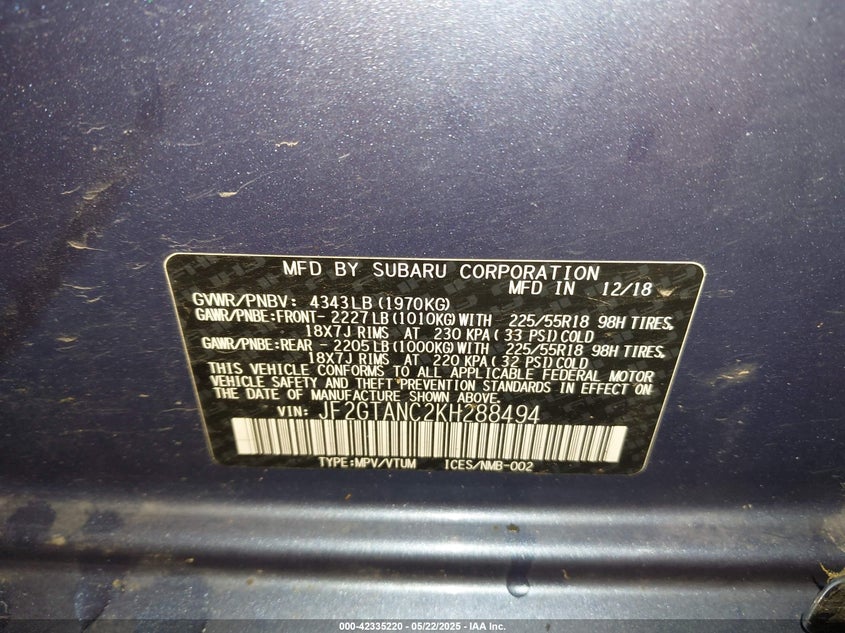 MFD BY SUBARU CORPORATION
MFD IN 12/18
GVWR/PNBV: 4343LB(1970KG)
GAWR/PNBE:FRONT- 2227LB(1010KG)WITH 225/55R18 98H TIRES,
18X7J RIMS AT 230 KPA( 33 PSI)COLD
GAWR/PNBE:REAR - 2205LB(1000KG)WITH 225/55R18 98H TIRES,
18X7J RIMS AT 220 KPA( 32 PSI)COLD
THIS VEHICLE CONFORMS TO ALL APPLICABLE FEDERAL MOTOR
VEHICLE SAFETY AND THEFT PREVENTION STANDARDS IN EFFECT ON
THE DATE OF MANUFACTURE SHOWN ABOVE.
VIN: JF2GTANC2KH288494
TYPE:MPV/VTUM ICES/NMB-002
000-42335220 - 05/22/2025 - IAA Inc.